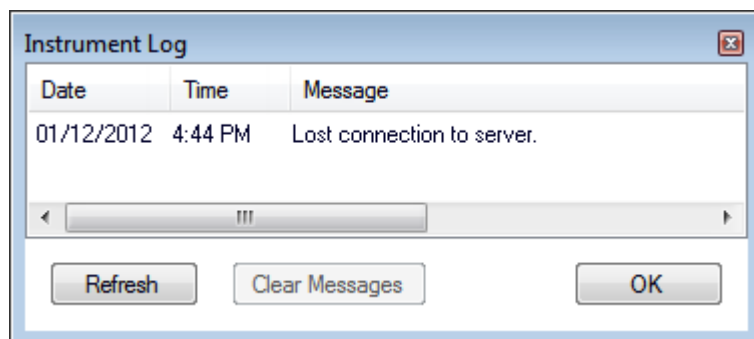 Instrument Log
Date Time Message
01/12/2012 4:44 PM Lost connection to server.
Refresh Clear Messages OK